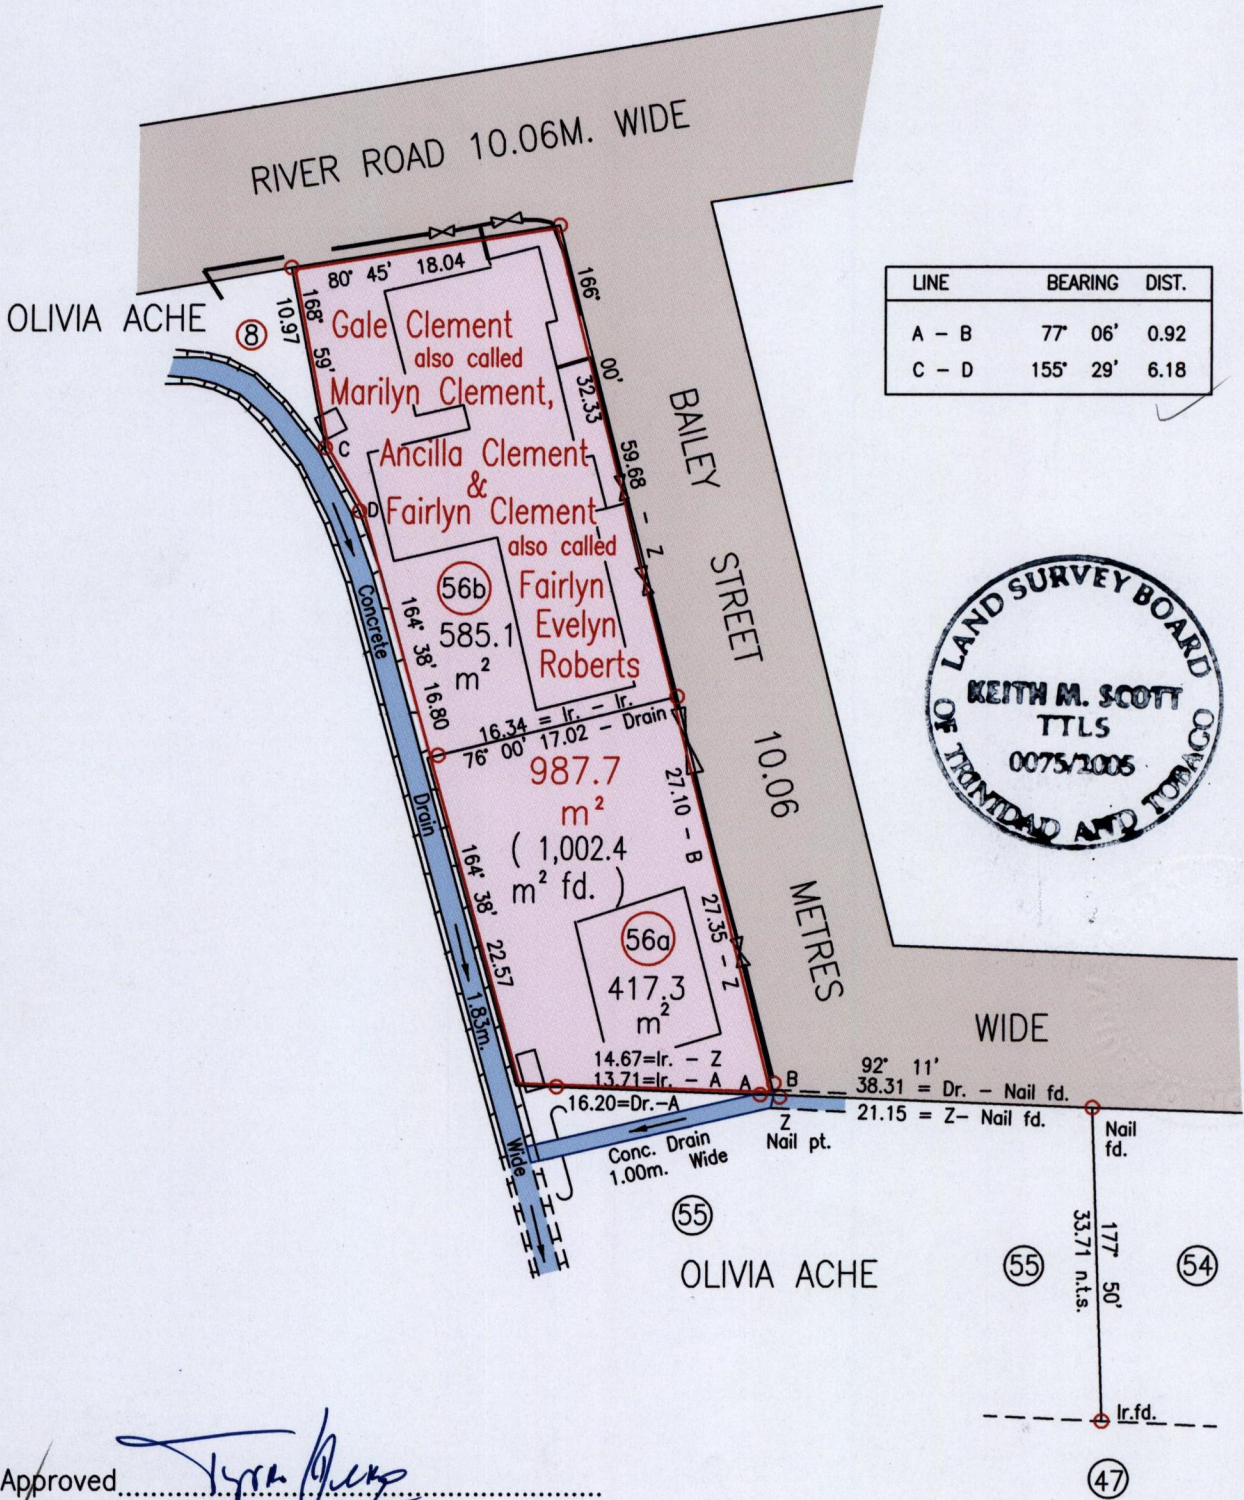 RIVER ROAD 10.06M. WIDE
80° 45' 18.04
OLIVIA ACHE
8
168° 59'
10.97
Gale Clement
also called
Marilyn Clement,
Ancilla Clement
&
Fairlyn Clement
also called
Fairlyn
Evelyn
Roberts
166° 00'
32.33
59.68 - Z
BAILEY STREET 10.06 METRES WIDE
LINE BEARING DIST.
A - B 77° 06' 0.92
C - D 155° 29' 6.18
C
D
56b
585.1
m²
164° 38' 16.80
Concrete Drain 1.83m. Wide
16.34 = Ir. - Ir.
76° 00' 17.02 - Drain
987.7
m²
( 1,002.4
m² fd. )
27.10 - B
27.35 - Z
164° 38' 22.57
56a
417.3
m²
14.67=Ir. - Z
13.71=Ir. - A
A
B
16.20=Dr.-A
Z
Nail pt.
Conc. Drain
1.00m. Wide
92° 11'
38.31 = Dr. - Nail fd.
21.15 = Z- Nail fd.
Nail
fd.
LAND SURVEY BOARD
OF TRINIDAD AND TOBAGO
KEITH M. SCOTT
TTLS
0075/2005
55
OLIVIA ACHE
177° 50'
33.71 n.t.s.
55
54
Ir.fd.
47
Approved